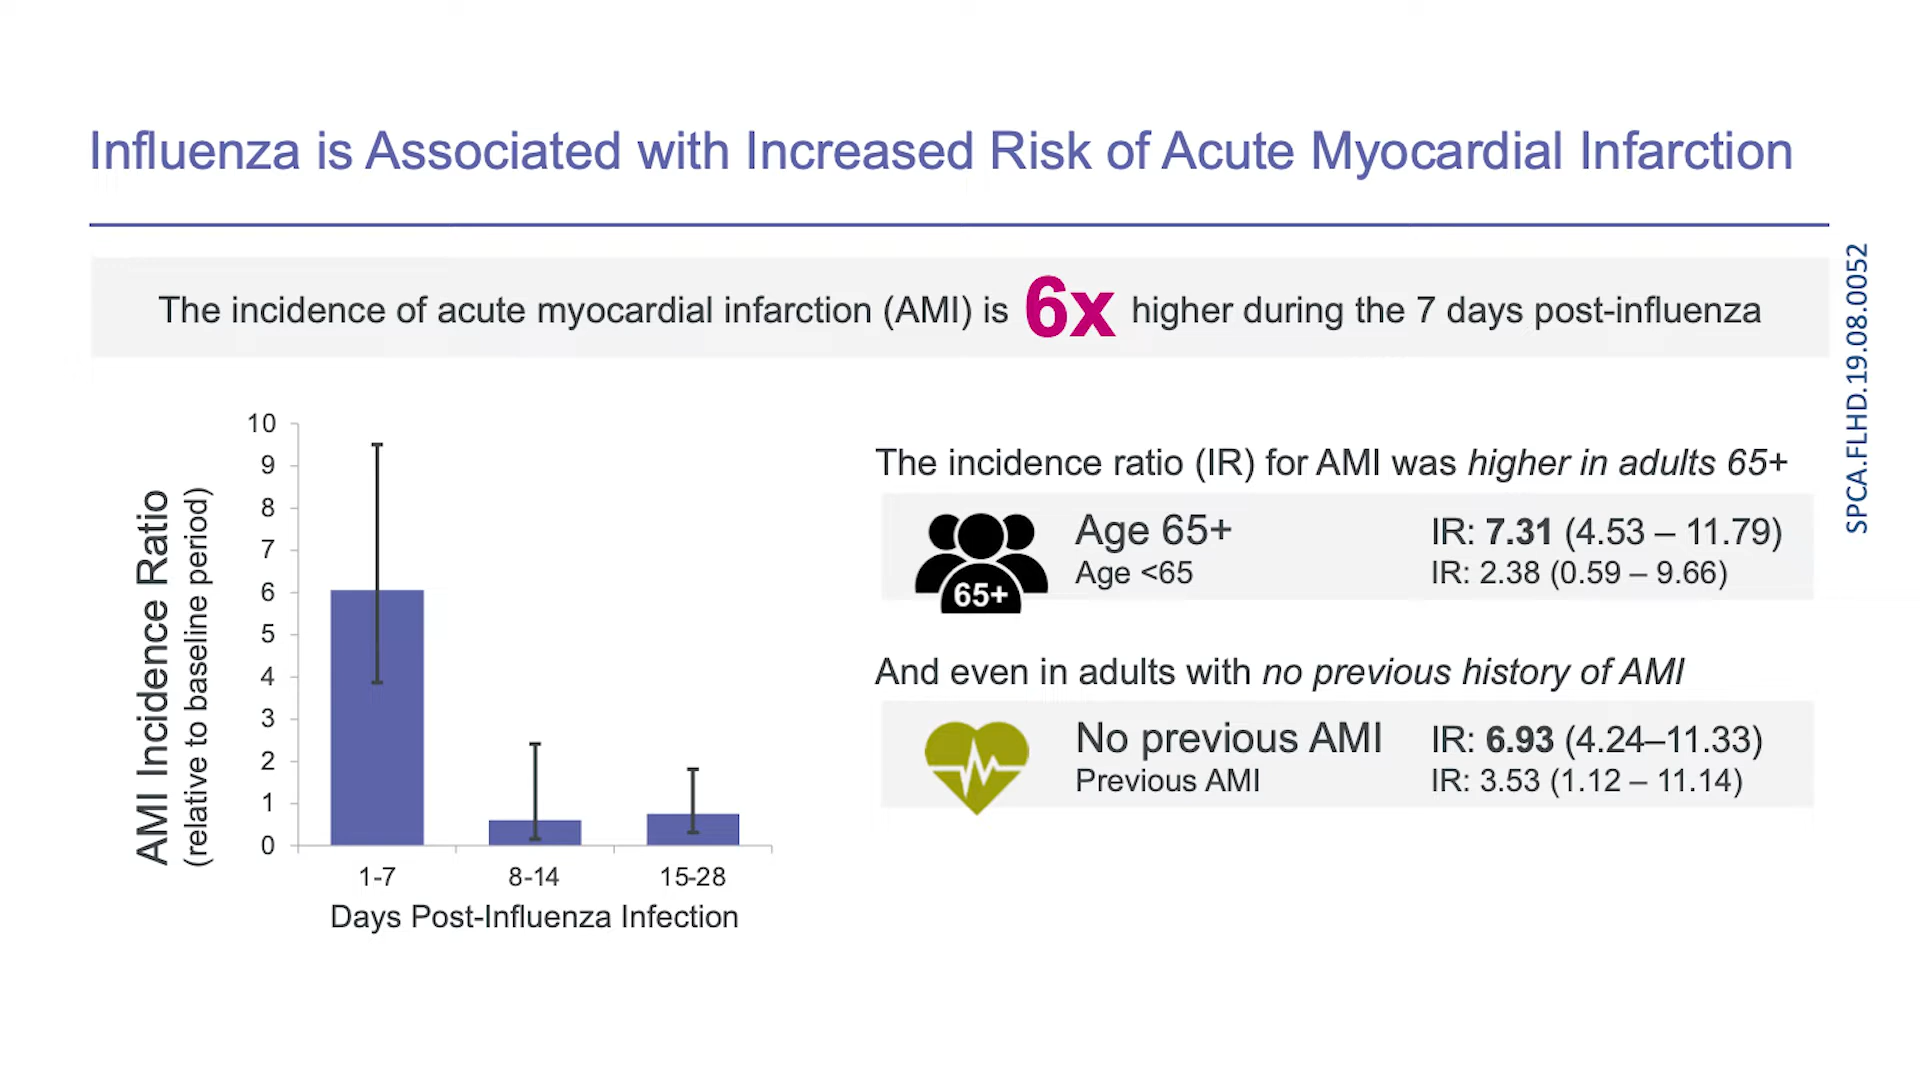 Influenza is Associated with Increased Risk of Acute Myocardial Infarction
The incidence of acute myocardial infarction (AMI) is 6x higher during the 7 days post-influenza
SPCA.FLHD.19.08.0052
AMI Incidence Ratio
(relative to baseline period)
10
9
8
7
6
5
4
3
2
1
0
1-7 8-14 15-28
Days Post-Influenza Infection
The incidence ratio (IR) for AMI was higher in adults 65+
65+
Age 65+ IR: 7.31 (4.53 – 11.79)
Age <65 IR: 2.38 (0.59 – 9.66)
And even in adults with no previous history of AMI
No previous AMI IR: 6.93 (4.24–11.33)
Previous AMI IR: 3.53 (1.12 – 11.14)